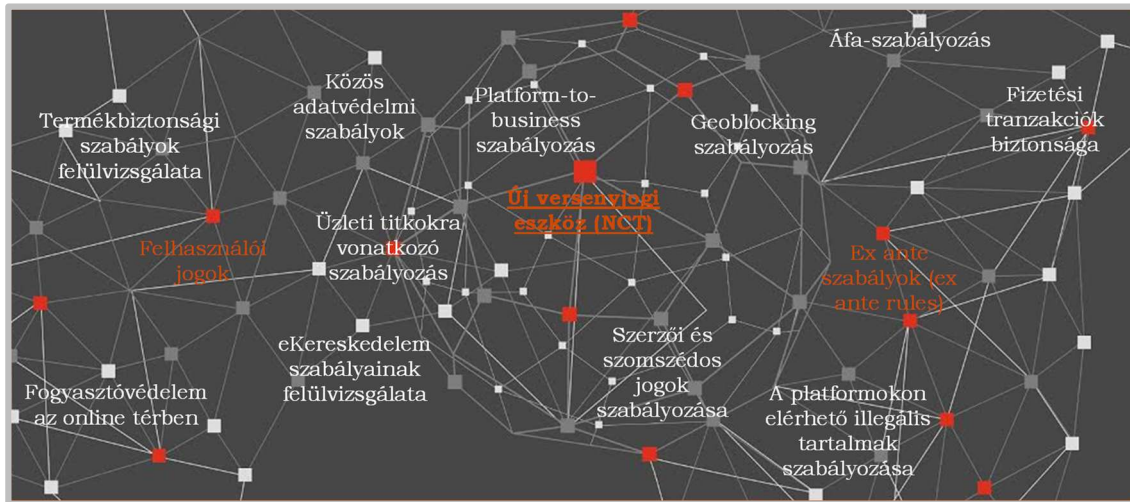 Áfa-szabályozás
Közös
adatvédelmi
szabályok
Platform-to-
business
szabályozás
Geoblocking
szabályozás
Fizetési
tranzakciók
biztonsága
Termékbiztonsági
szabályok
felülvizsgálata
Új versenyjogi
eszköz (NCT)
Felhasználói
jogok
Üzleti titkokra
vonatkozó
szabályozás
Ex ante
szabályok (ex
ante rules)
eKereskedelem
szabályainak
felülvizsgálata
Szerzői és
szomszédos
jogok
szabályozása
Fogyasztóvédelem
az online térben
A platformokon
elérhető illegális
tartalmak
szabályozása